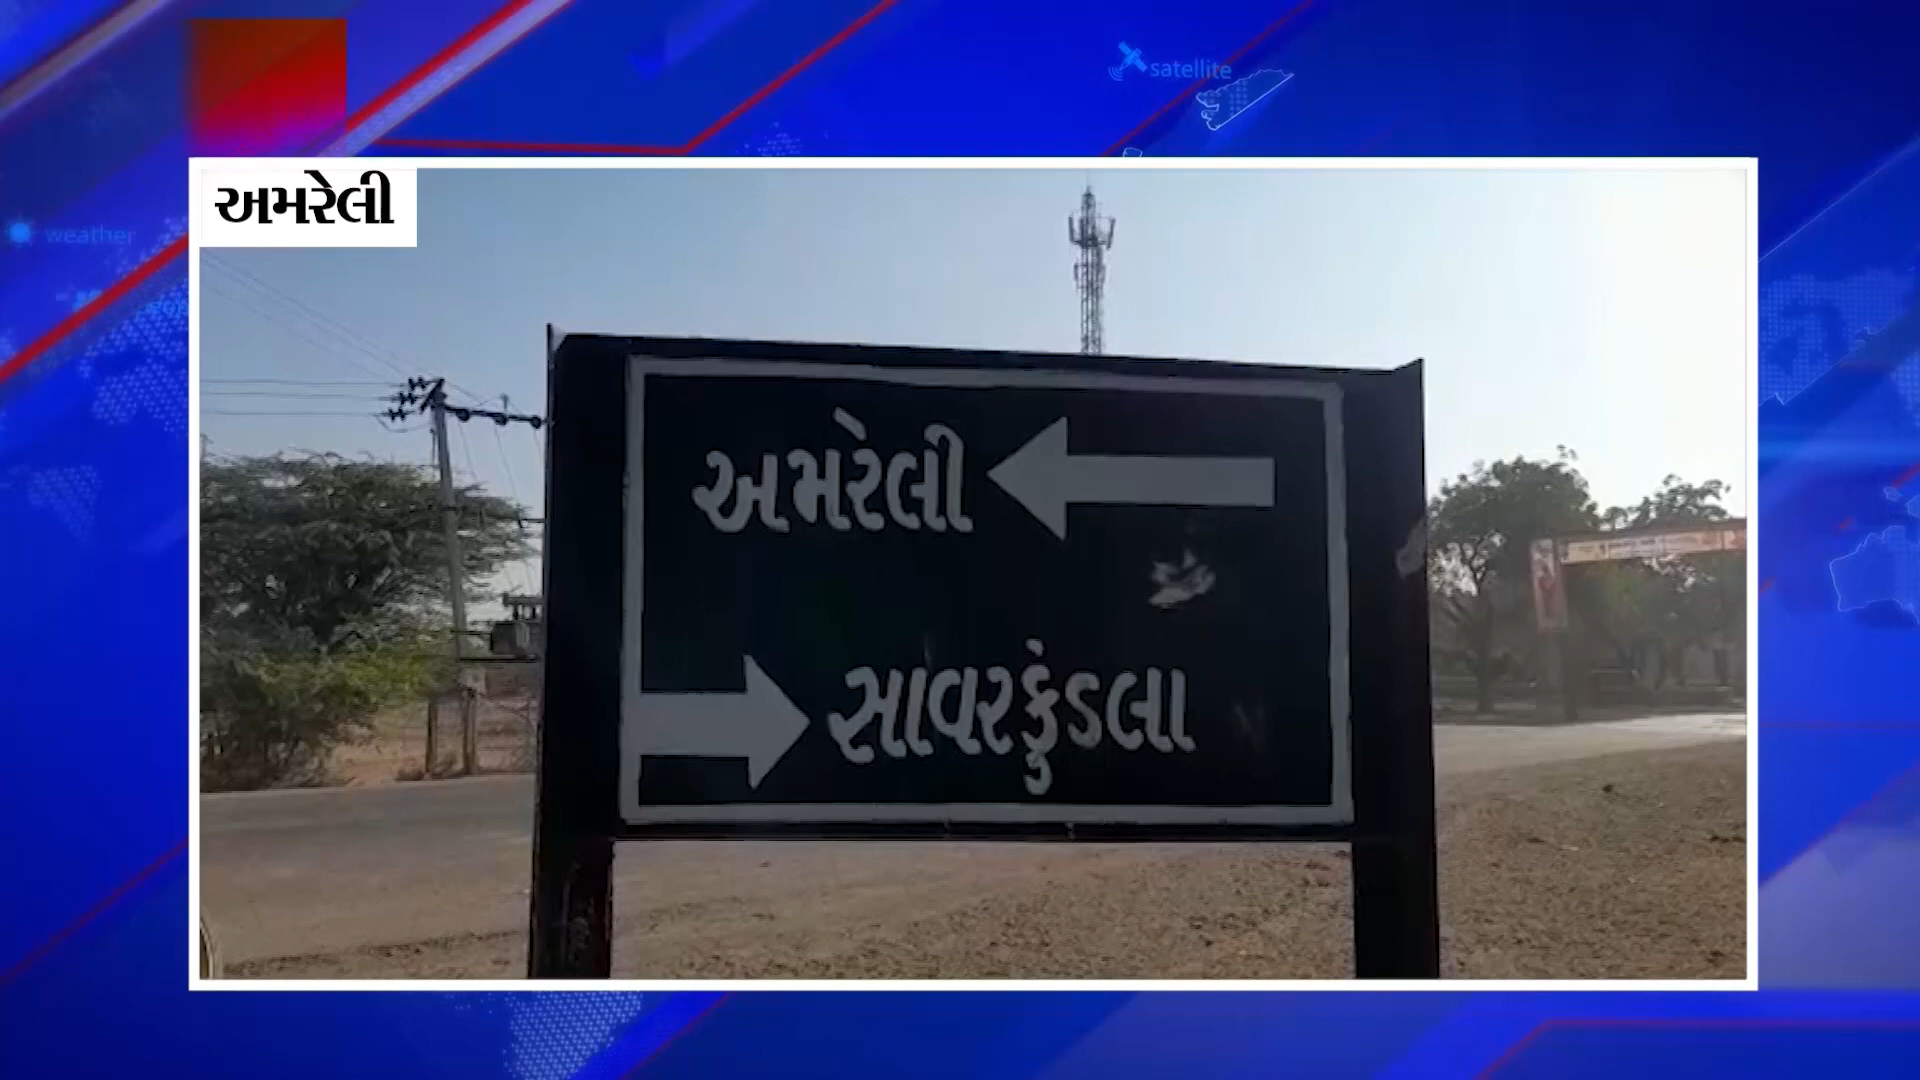 satellite
અમરેલી
weather
અમરેલી
સાવરકુંડલા